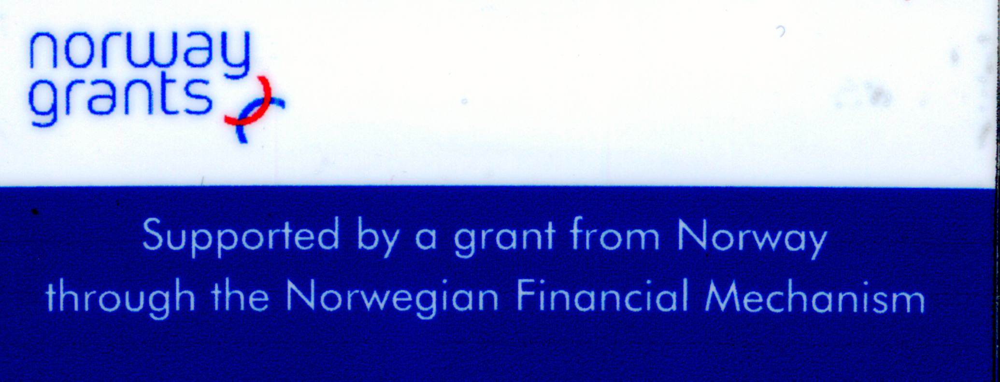 norway
grants
Supported by a grant from Norway
through the Norwegian Financial Mechanism